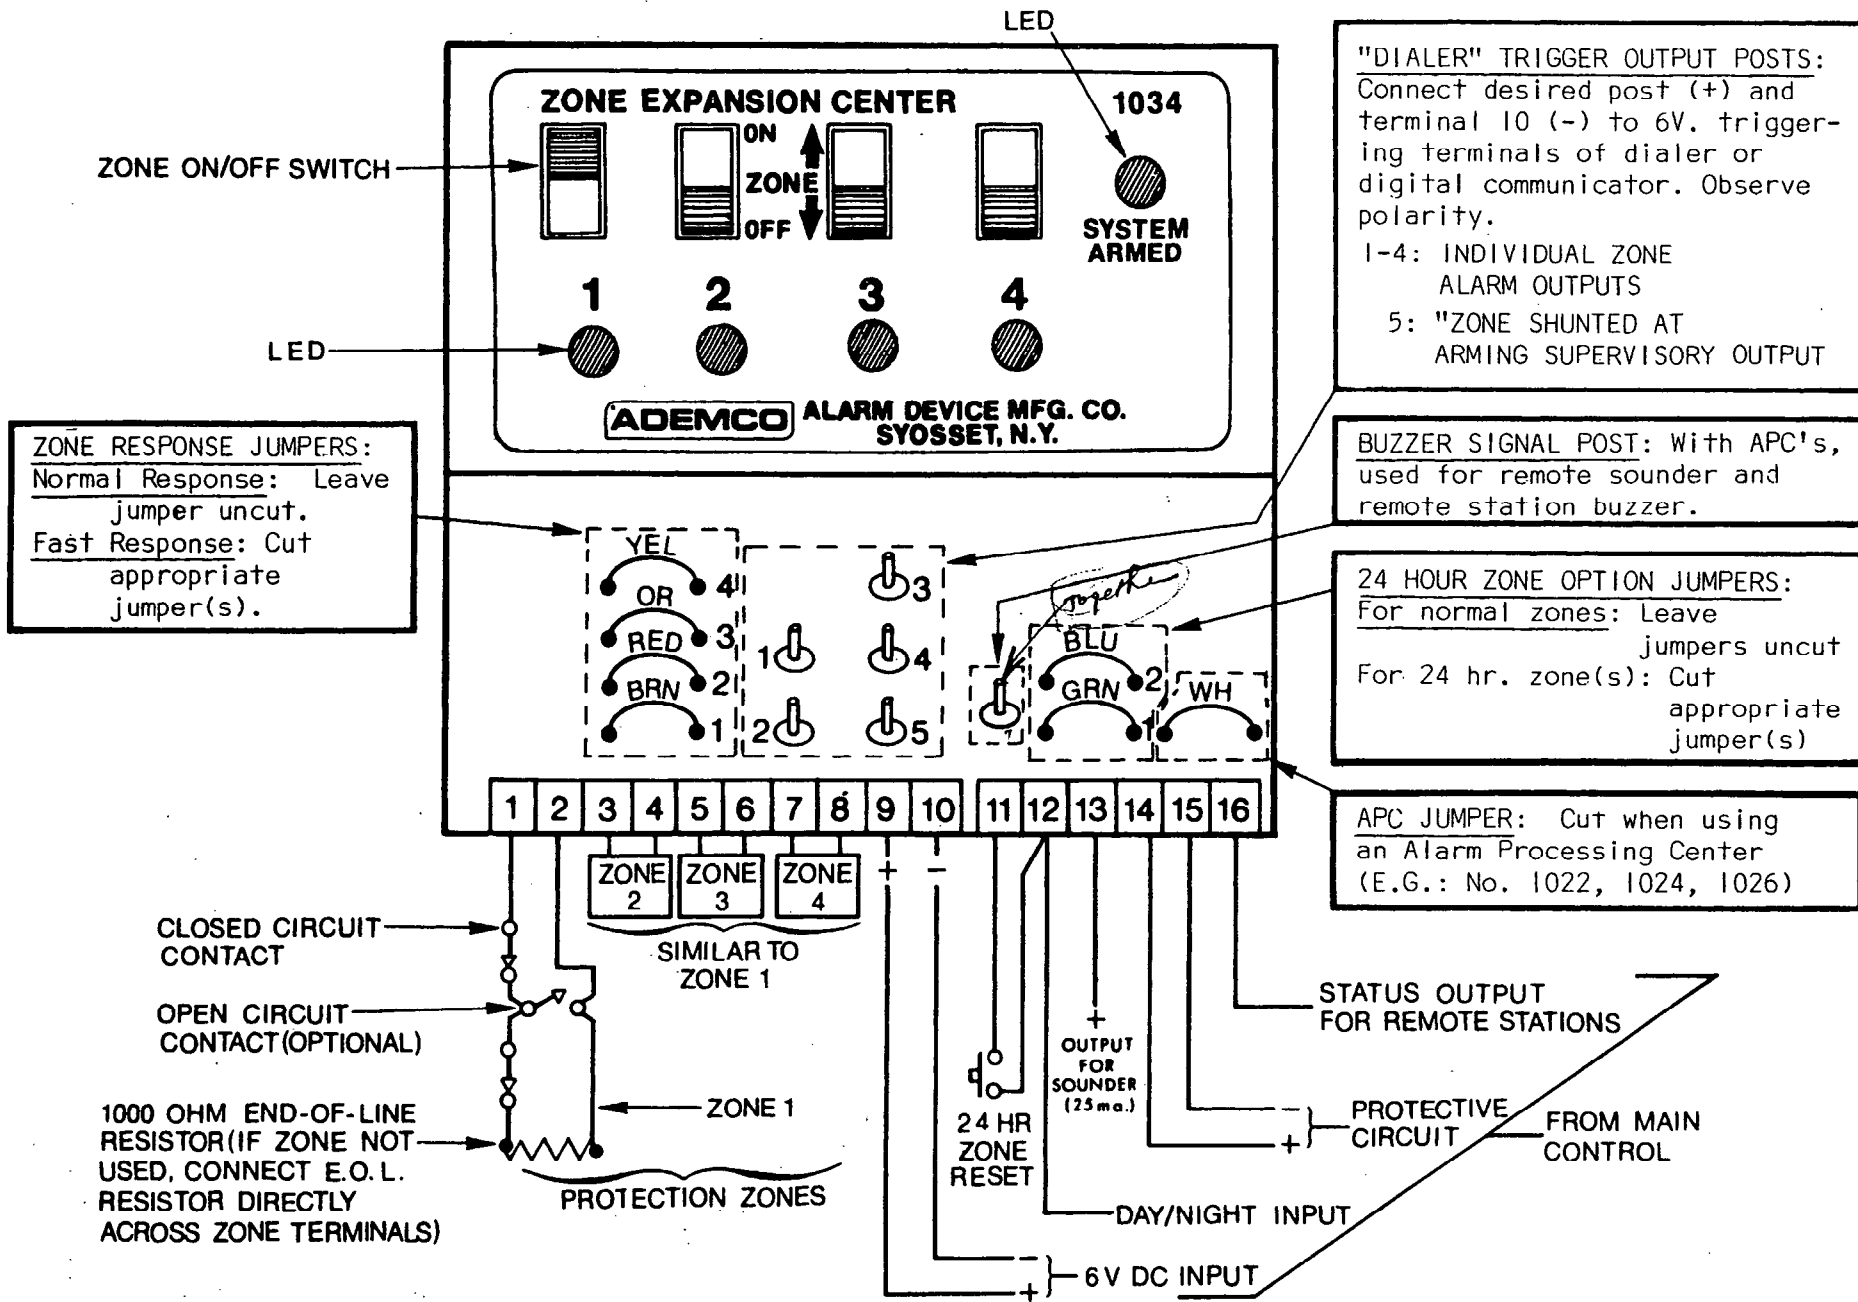 LED
ZONE EXPANSION CENTER
1034
ON
ZONE
OFF
SYSTEM
ARMED
ZONE ON/OFF SWITCH
1
2
3
4
LED
ADEMCO
ALARM DEVICE MFG. CO.
SYOSSET, N.Y.
"DIALER" TRIGGER OUTPUT POSTS:
Connect desired post (+) and
terminal 10 (-) to 6V. trigger-
ing terminals of dialer or
digital communicator. Observe
polarity.
1-4: INDIVIDUAL ZONE
ALARM OUTPUTS
5: "ZONE SHUNTED AT
ARMING SUPERVISORY OUTPUT
ZONE RESPONSE JUMPERS:
Normal Response: Leave
jumper uncut.
Fast Response: Cut
appropriate
jumper(s).
BUZZER SIGNAL POST: With APC's,
used for remote sounder and
remote station buzzer.
24 HOUR ZONE OPTION JUMPERS:
For normal zones: Leave
jumpers uncut
For 24 hr. zone(s): Cut
appropriate
jumper(s)
APC JUMPER: Cut when using
an Alarm Processing Center
(E.G.: No. 1022, 1024, 1026)
YEL
4
OR
3
RED
2
BRN
1
3
1
4
2
5
together
BLU
2
GRN
1
WH
1 2 3 4 5 6 7 8 9 10 11 12 13 14 15 16
ZONE
2
ZONE
3
ZONE
4
+ −
SIMILAR TO
ZONE 1
CLOSED CIRCUIT
CONTACT
OPEN CIRCUIT
CONTACT(OPTIONAL)
1000 OHM END-OF-LINE
RESISTOR(IF ZONE NOT
USED, CONNECT E.O.L.
RESISTOR DIRECTLY
ACROSS ZONE TERMINALS)
ZONE 1
PROTECTION ZONES
24 HR
ZONE
RESET
+
OUTPUT
FOR
SOUNDER
(25ma.)
STATUS OUTPUT
FOR REMOTE STATIONS
−
+
PROTECTIVE
CIRCUIT
FROM MAIN
CONTROL
DAY/NIGHT INPUT
−
+
6V DC INPUT